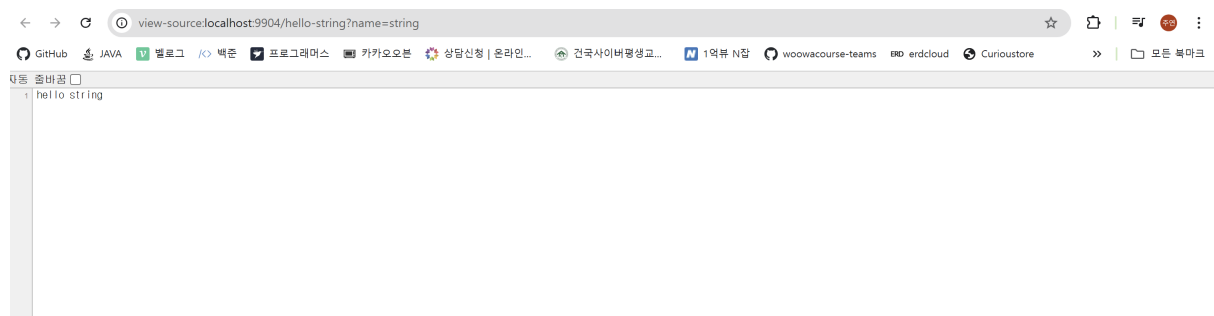 view-source:localhost:9904/hello-string?name=string
주연
GitHub JAVA 벨로그 백준 프로그래머스 카카오오븐 상담신청 | 온라인... 건국사이버평생교... 1억뷰 N잡 woowacourse-teams ERD erdcloud Curioustore » 모든 북마크
자동 줄바꿈
1 hello string